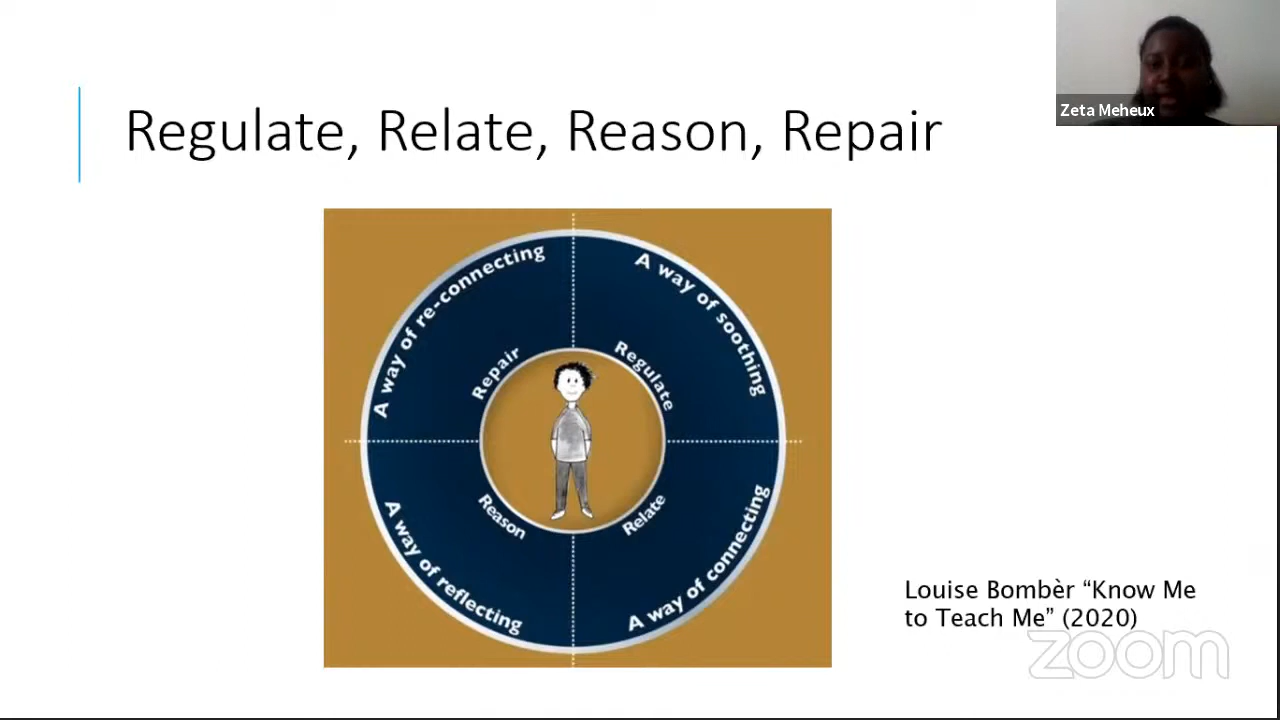 Zeta Meheux
Regulate, Relate, Reason, Repair
A way of re-connecting
A way of soothing
Repair
Regulate
Reason
Relate
A way of reflecting
A way of connecting
Louise Bombèr “Know Me
to Teach Me” (2020)
zoom